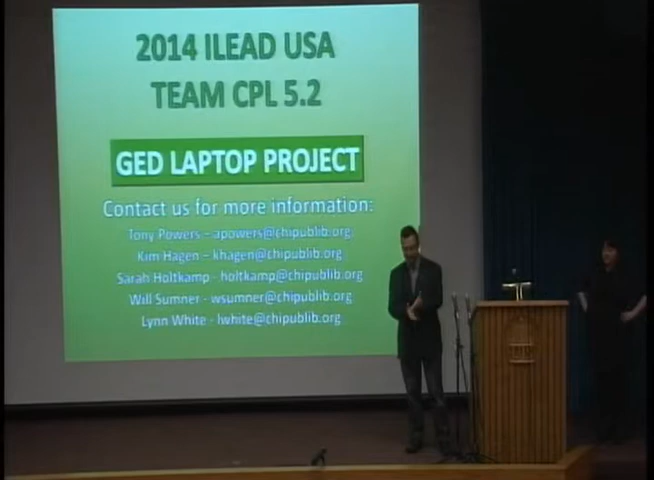 2014 ILEAD USA
TEAM CPL 5.2
GED LAPTOP PROJECT
Contact us for more information:
Tony Powers – apowers@chipublib.org
Kim Hagen – khagen@chipublib.org
Sarah Holtkamp - holtkamp@chipublib.org
Will Sumner - wsumner@chipublib.org
Lynn White - lwhite@chipublib.org